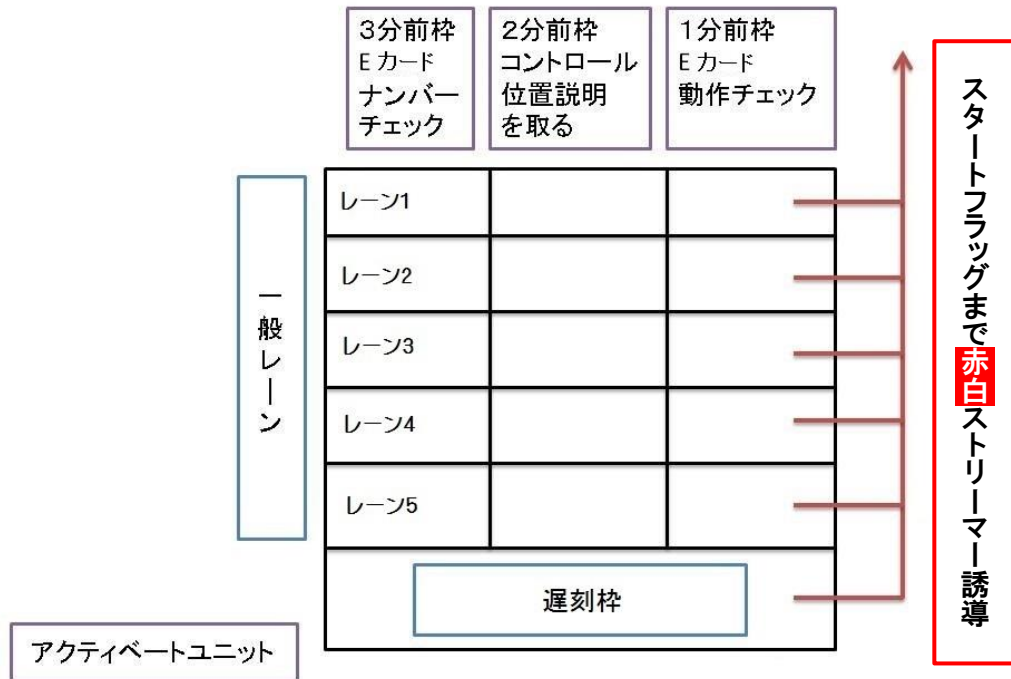 3分前枠
Eカード
ナンバー
チェック
2分前枠
コントロール
位置説明
を取る
1分前枠
Eカード
動作チェック
スタートフラッグまで赤白ストリーマー誘導
一般レーン
レーン1
レーン2
レーン3
レーン4
レーン5
遅刻枠
アクティベートユニット